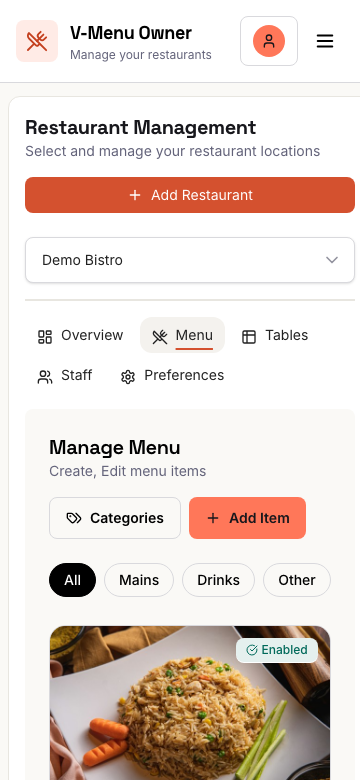 V-Menu Owner
Manage your restaurants
Restaurant Management
Select and manage your restaurant locations
Add Restaurant
Demo Bistro
Overview
Menu
Tables
Staff
Preferences
Manage Menu
Create, Edit menu items
Categories
Add Item
All
Mains
Drinks
Other
Enabled